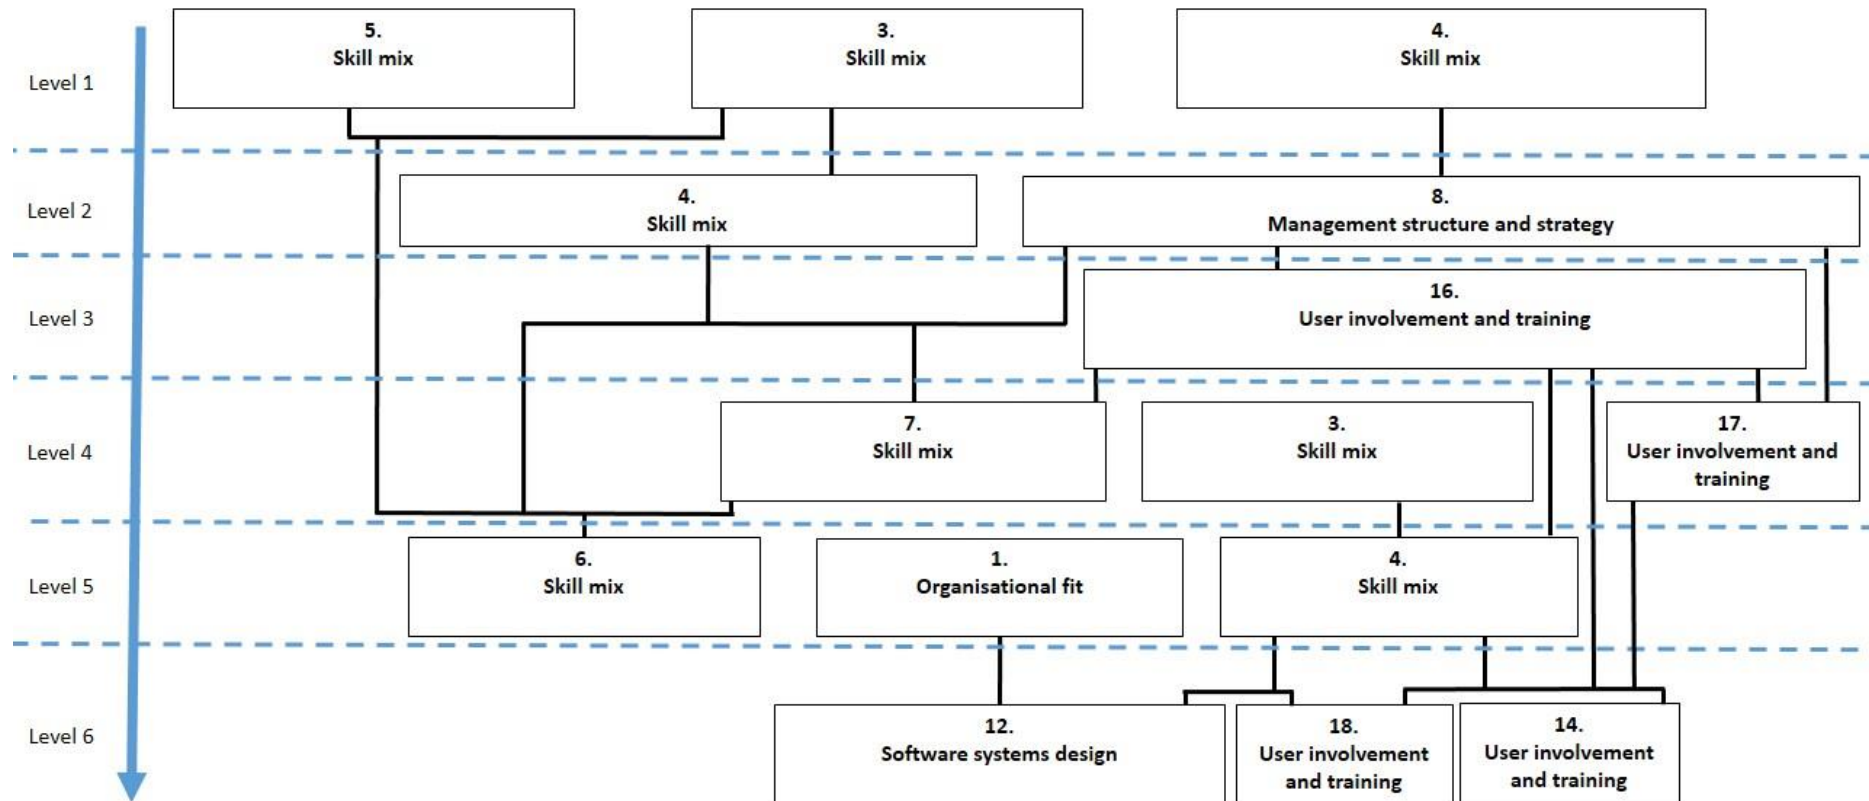 Level 1
5.
Skill mix
3.
Skill mix
4.
Skill mix
Level 2
4.
Skill mix
8.
Management structure and strategy
Level 3
16.
User involvement and training
Level 4
7.
Skill mix
3.
Skill mix
17.
User involvement and
training
Level 5
6.
Skill mix
1.
Organisational fit
4.
Skill mix
Level 6
12.
Software systems design
18.
User involvement
and training
14.
User involvement
and training